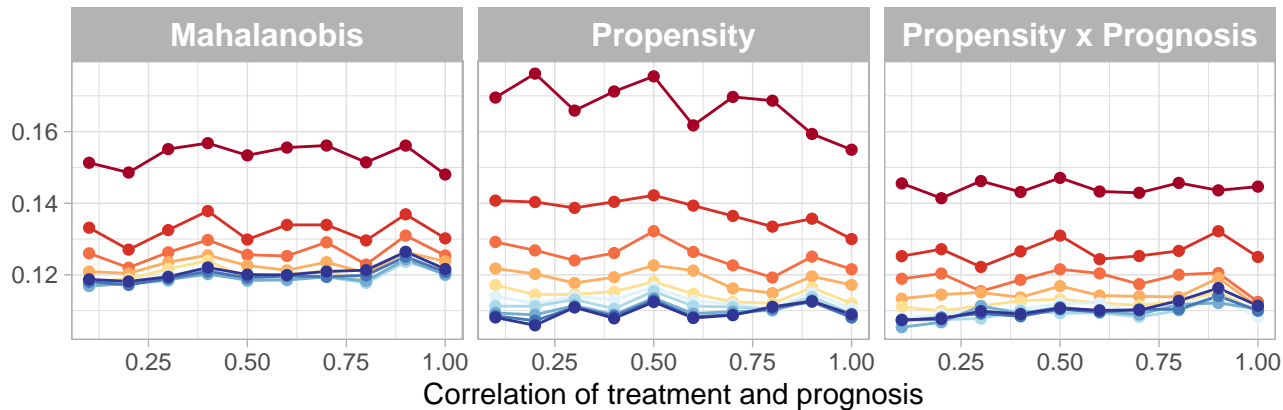 Mahalanobis Propensity Propensity x Prognosis
0.16
0.14
0.12
0.25 0.50 0.75 1.00 0.25 0.50 0.75 1.00 0.25 0.50 0.75 1.00
Correlation of treatment and prognosis